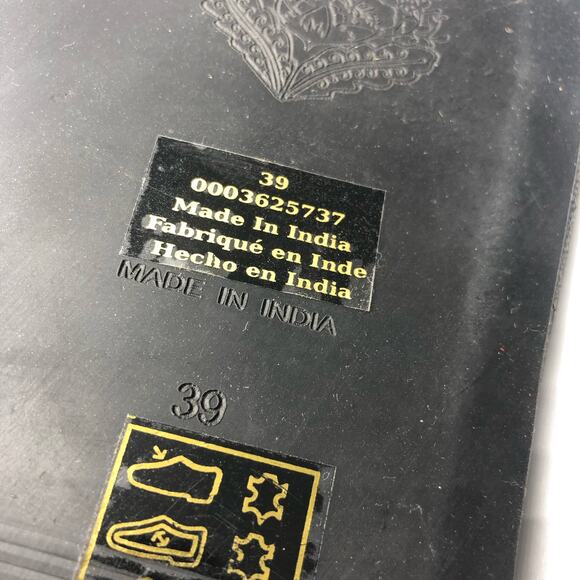 39
0003625737
Made In India
Fabriqué en Inde
Hecho en India
MADE IN INDIA
39